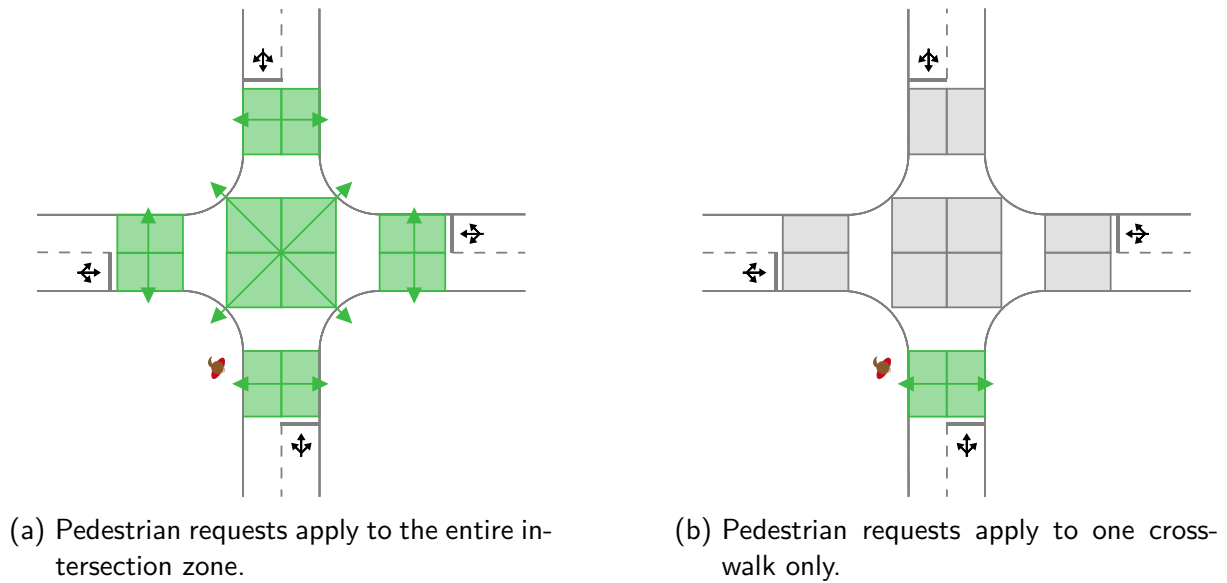 (a) Pedestrian requests apply to the entire in-
tersection zone.
(b) Pedestrian requests apply to one cross-
walk only.